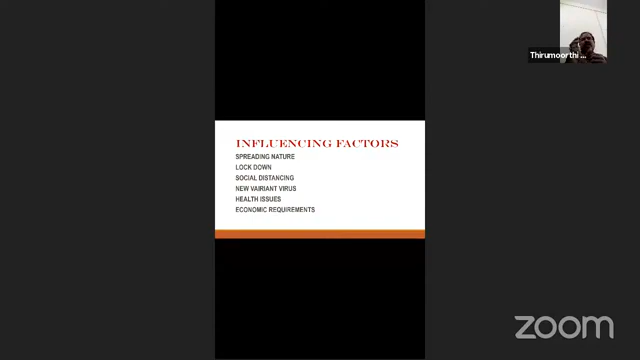 Thirumoorthi ...
INFLUENCING FACTORS
SPREADING NATURE
LOCK DOWN
SOCIAL DISTANCING
NEW VAIRIANT VIRUS
HEALTH ISSUES
ECONOMIC REQUIREMENTS
zoom